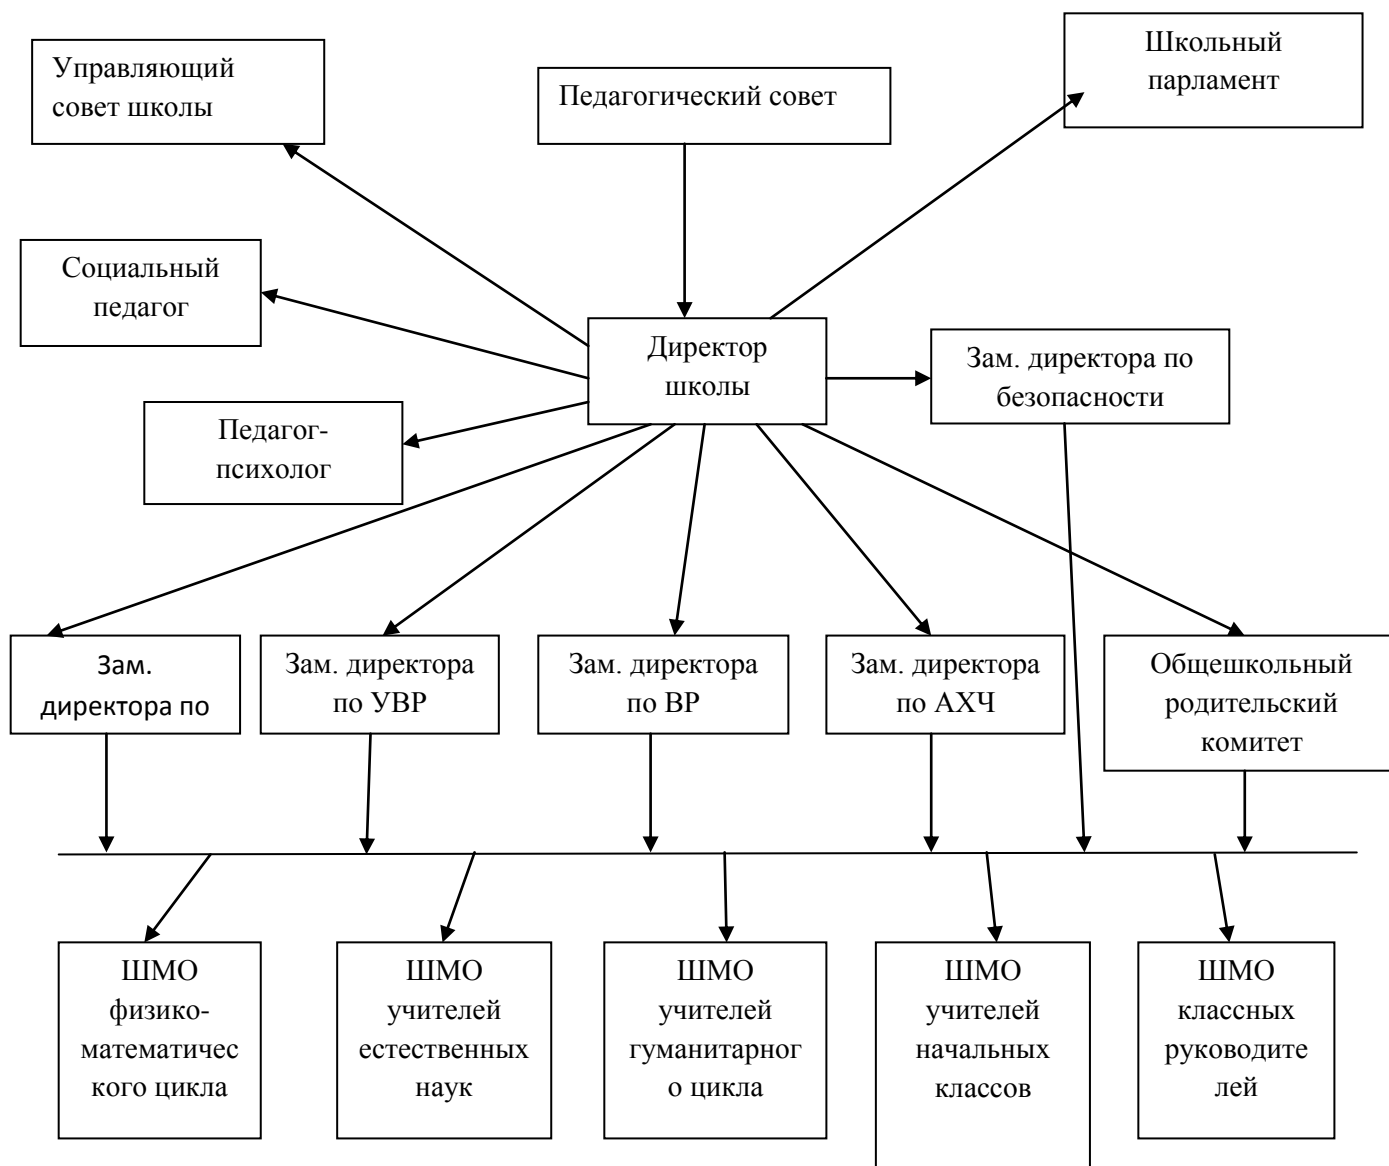 Управляющий
совет школы
Педагогический совет
Школьный
парламент
Социальный
педагог
Директор
школы
Зам. директора по
безопасности
Педагог-
психолог
Зам.
директора по
Зам. директора
по УВР
Зам. директора
по ВР
Зам. директора
по АХЧ
Общешкольный
родительский
комитет
ШМО
физико-
математичес
кого цикла
ШМО
учителей
естественных
наук
ШМО
учителей
гуманитарног
о цикла
ШМО
учителей
начальных
классов
ШМО
классных
руководите
лей